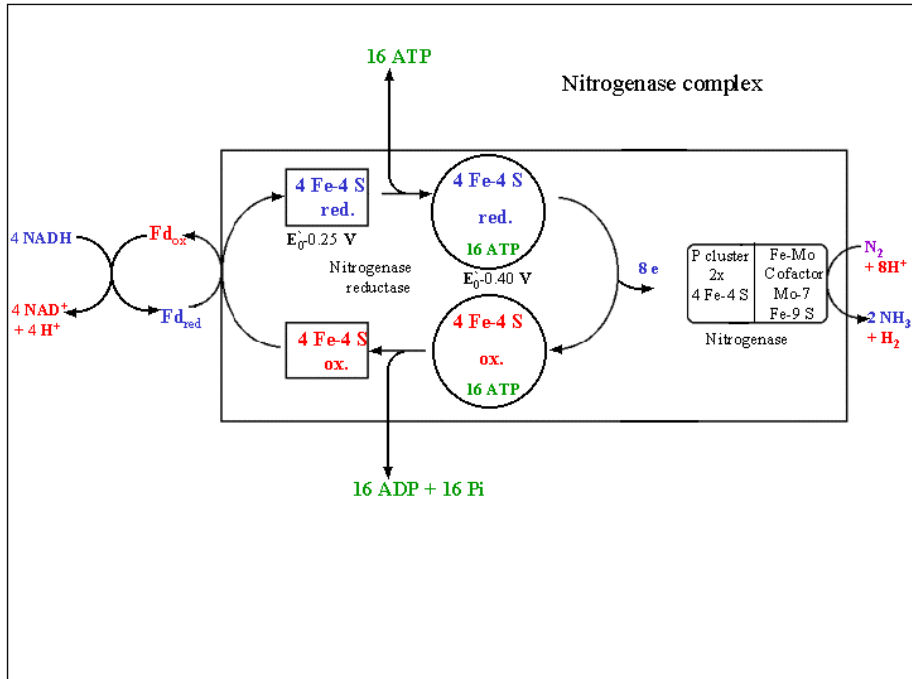 16 ATP
Nitrogenase complex
4 Fe-4 S
red.
4 Fe-4 S
red.
16 ATP
E₀`-0.25 V
E₀`-0.40 V
Nitrogenase
reductase
4 NADH
Fd_ox
4 NAD⁺
+ 4 H⁺
Fd_red
8 e
P cluster
2x
4 Fe-4 S
Fe-Mo
Cofactor
Mo-7
Fe-9 S
Nitrogenase
N₂
+ 8H⁺
2 NH₃
+ H₂
4 Fe-4 S
ox.
4 Fe-4 S
ox.
16 ATP
16 ADP + 16 Pi